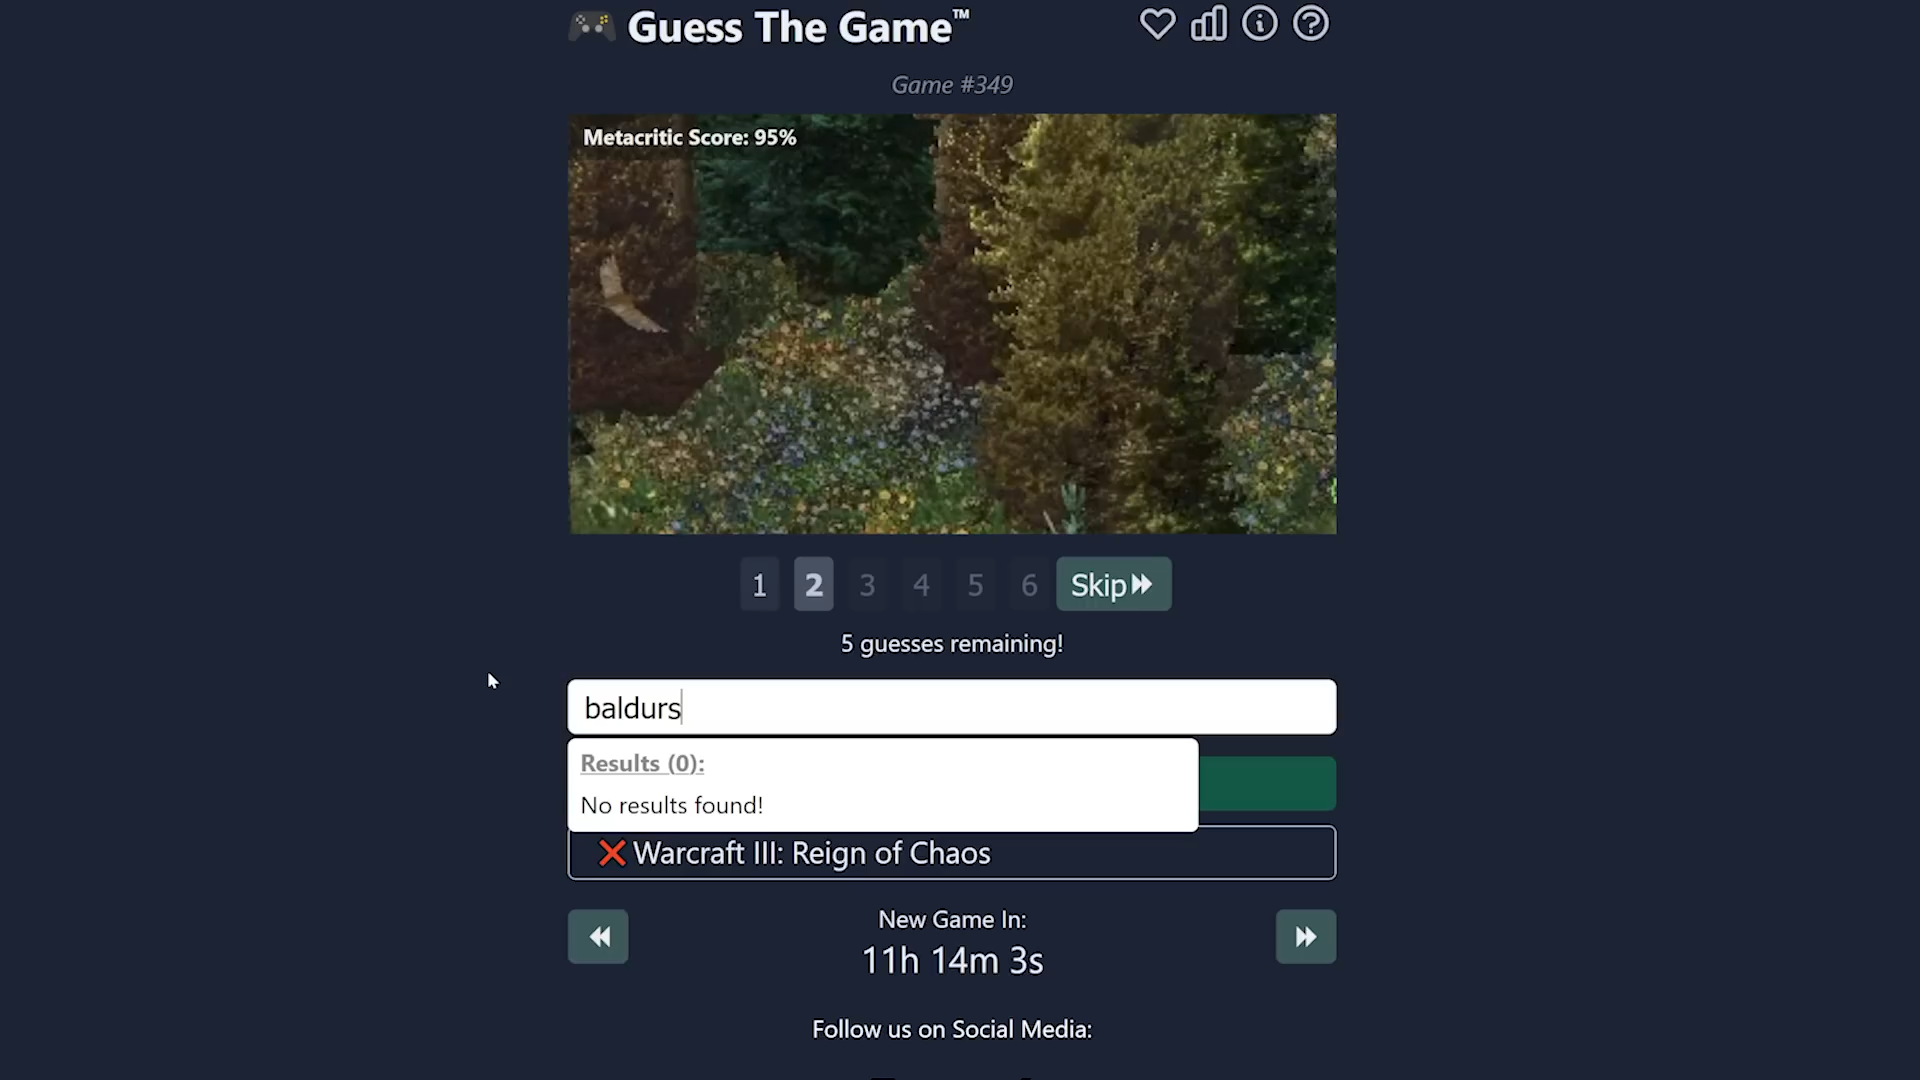 Guess The Game™
Game #349
Metacritic Score: 95%
1 2 3 4 5 6 Skip
5 guesses remaining!
baldurs
Results (0):
No results found!
Warcraft III: Reign of Chaos
New Game In:
11h 14m 3s
Follow us on Social Media: